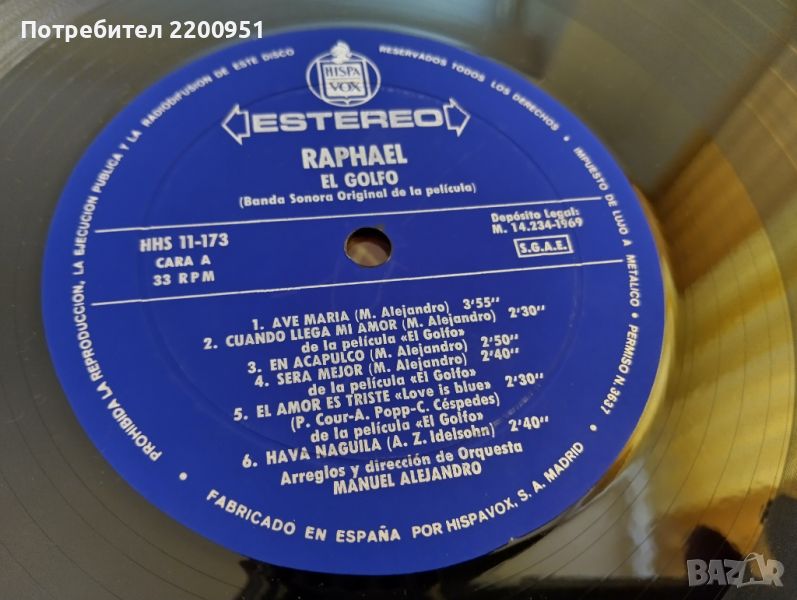 Потребител 2200951
PROHIBIDA LA REPRODUCCION, LA EJECUCION PUBLICA Y LA RADIODIFUSION DE ESTE DISCO
RESERVADOS TODOS LOS DERECHOS • IMPUESTO DE LUJO A METALICO • PERMISO N. 3637
HISPA
VOX
ESTEREO
RAPHAEL
EL GOLFO
(Banda Sonora Original de la película)
HHS 11-173
CARA A
33 RPM
Depósito Legal:
M. 14.234-1969
S.G.A.E.
1. AVE MARIA (M. Alejandro) 3'55"
2. CUANDO LLEGA MI AMOR (M. Alejandro) 2'30"
de la película «El Golfo»
3. EN ACAPULCO (M. Alejandro) 2'50"
4. SERA MEJOR (M. Alejandro) 2'40"
de la película «El Golfo»
5. EL AMOR ES TRISTE «Love is blue» 2'30"
(P. Cour-A. Popp-C. Céspedes)
de la película «El Golfo»
6. HAVA NAGUILA (A. Z. Idelsohn) 2'40"
Arreglos y dirección de Orquesta
MANUEL ALEJANDRO
• FABRICADO EN ESPAÑA POR HISPAVOX, S. A. MADRID •
BAZAR